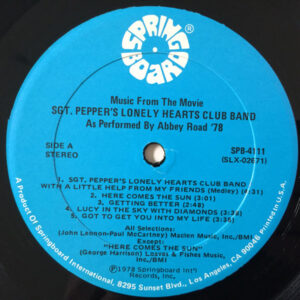 SPRING
BOARD
®
Music From The Movie
SGT. PEPPER'S LONELY HEARTS CLUB BAND
As Performed By Abbey Road '78
SIDE A
STEREO
SPB-4111
(SLX-02671)
1. SGT. PEPPER'S LONELY HEARTS CLUB BAND
WITH A LITTLE HELP FROM MY FRIENDS (Medley) (4:31)
2. HERE COMES THE SUN (3:01)
3. GETTING BETTER (2:48)
4. LUCY IN THE SKY WITH DIAMONDS (3:38)
5. GOT TO GET YOU INTO MY LIFE (3:36)
All Selections:
(John Lennon-Paul McCartney) Maclen Music, Inc./BMI
Except:
"HERE COMES THE SUN"
(George Harrison) Loaves & Fishes Music,
Inc./BMI
℗1978 Springboard Int'l
Records, Inc.
A Product of Springboard International, 8295 Sunset Blvd., Los Angeles, CA 90046 Printed in U.S.A.